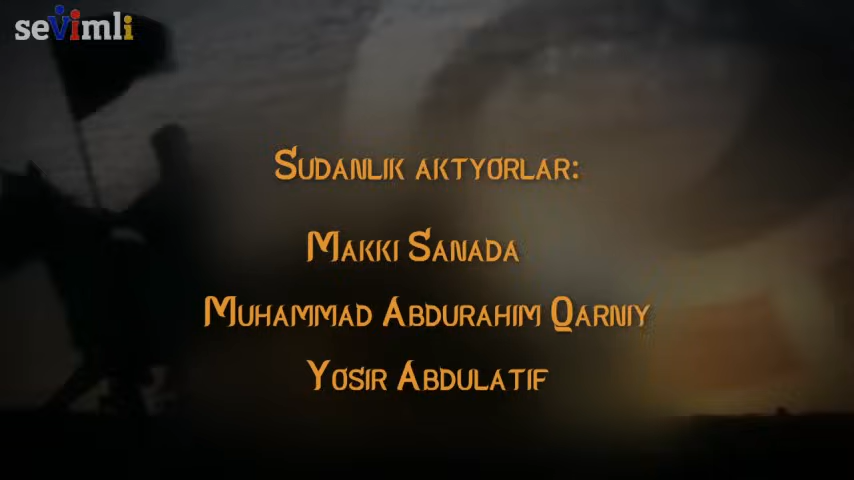 sevimli
Sudanlik aktyorlar:
Makki Sanada
Muhammad Abdurahim Qarniy
Yosir Abdulatif